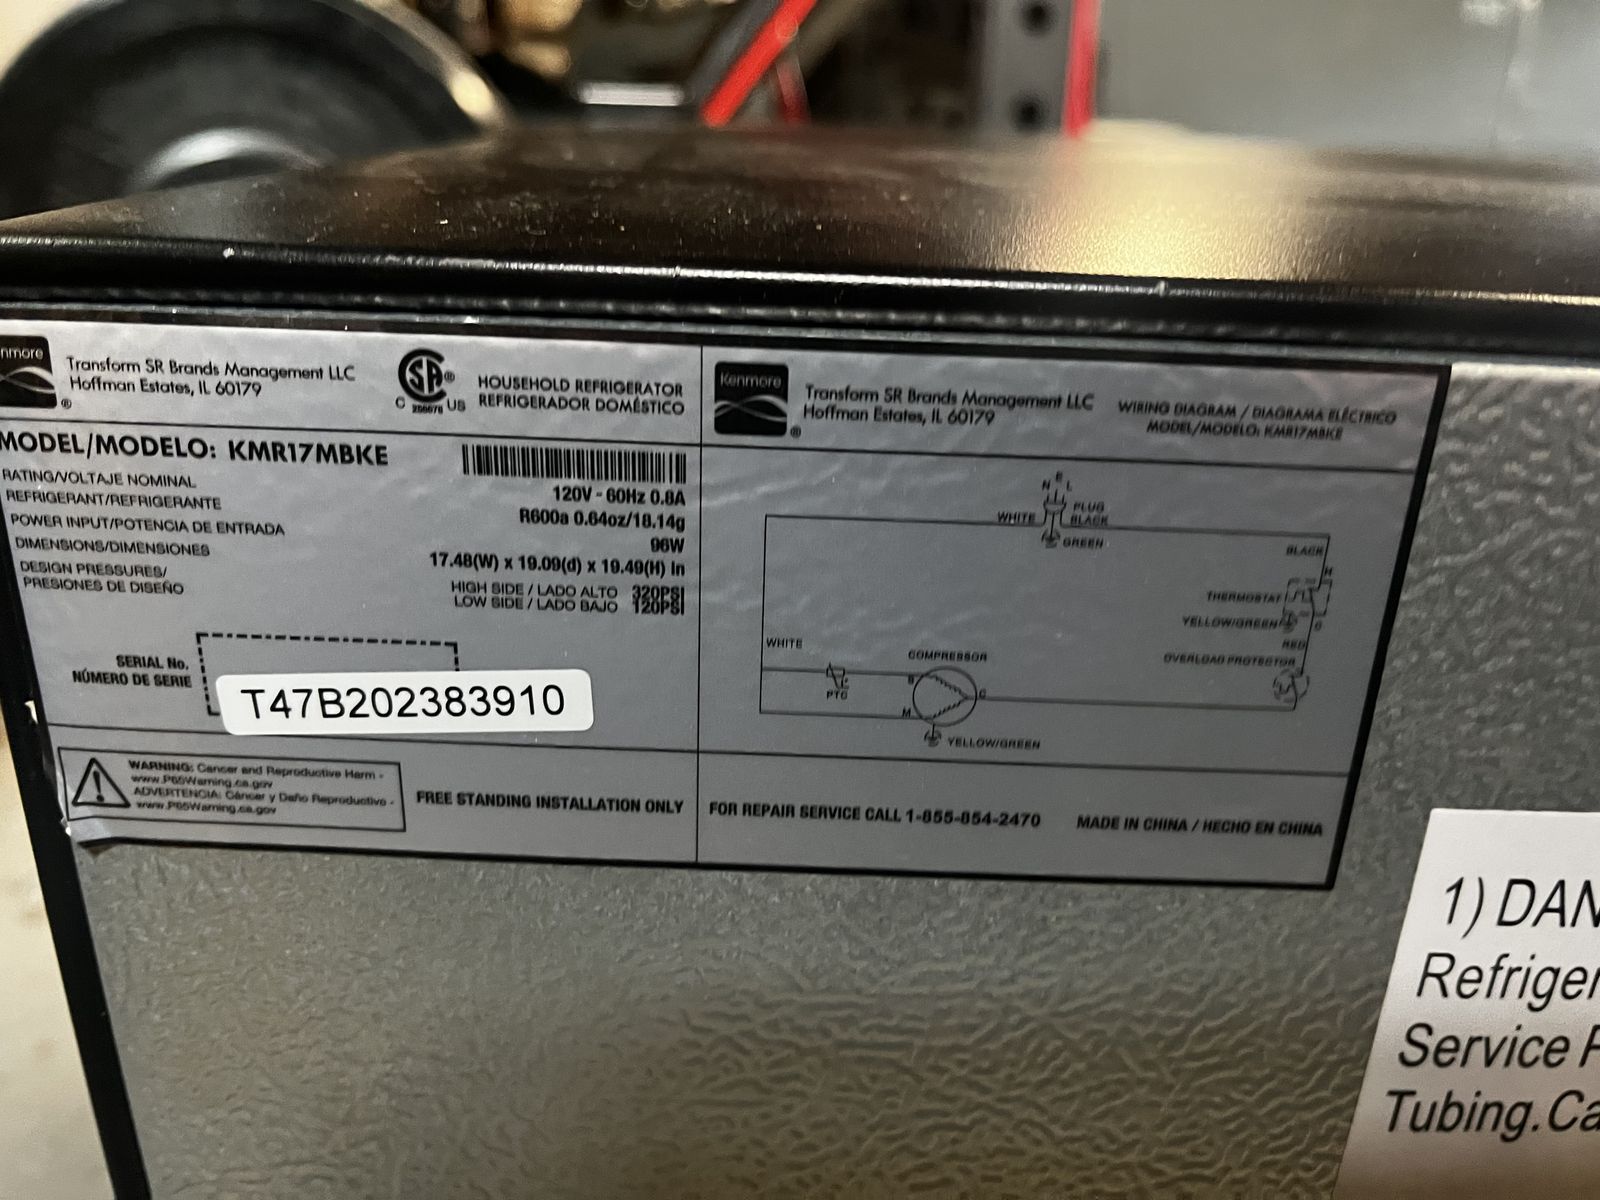 nmore
Transform SR Brands Management LLC
Hoffman Estates, IL 60179
®
CSA®
C 256676 US
HOUSEHOLD REFRIGERATOR
REFRIGERADOR DOMÉSTICO
MODEL/MODELO: KMR17MBKE
RATING/VOLTAJE NOMINAL
120V - 60Hz 0.8A
REFRIGERANT/REFRIGERANTE
R600a 0.64oz/18.14g
POWER INPUT/POTENCIA DE ENTRADA
96W
DIMENSIONS/DIMENSIONES
17.48(W) x 19.09(d) x 19.49(H) In
DESIGN PRESSURES/
PRESIONES DE DISEÑO
HIGH SIDE / LADO ALTO 320PSI
LOW SIDE / LADO BAJO 120PSI
SERIAL No.
NÚMERO DE SERIE
T47B202383910
WARNING: Cancer and Reproductive Harm -
www.P65Warning.ca.gov
ADVERTENCIA: Cáncer y Daño Reproductivo -
www.P65Warning.ca.gov
FREE STANDING INSTALLATION ONLY
Kenmore
®
Transform SR Brands Management LLC
Hoffman Estates, IL 60179
WIRING DIAGRAM / DIAGRAMA ELÉCTRICO
MODEL/MODELO: KMR17MBKE
N E L
PLUG
WHITE
BLACK
GREEN
BLACK
H
THERMOSTAT
YELLOW/GREEN
C
RED
OVERLOAD PROTECTOR
WHITE
COMPRESSOR
PTC
S
C
M
YELLOW/GREEN
FOR REPAIR SERVICE CALL 1-855-854-2470
MADE IN CHINA / HECHO EN CHINA
1) DAN
Refriger
Service P
Tubing.Ca